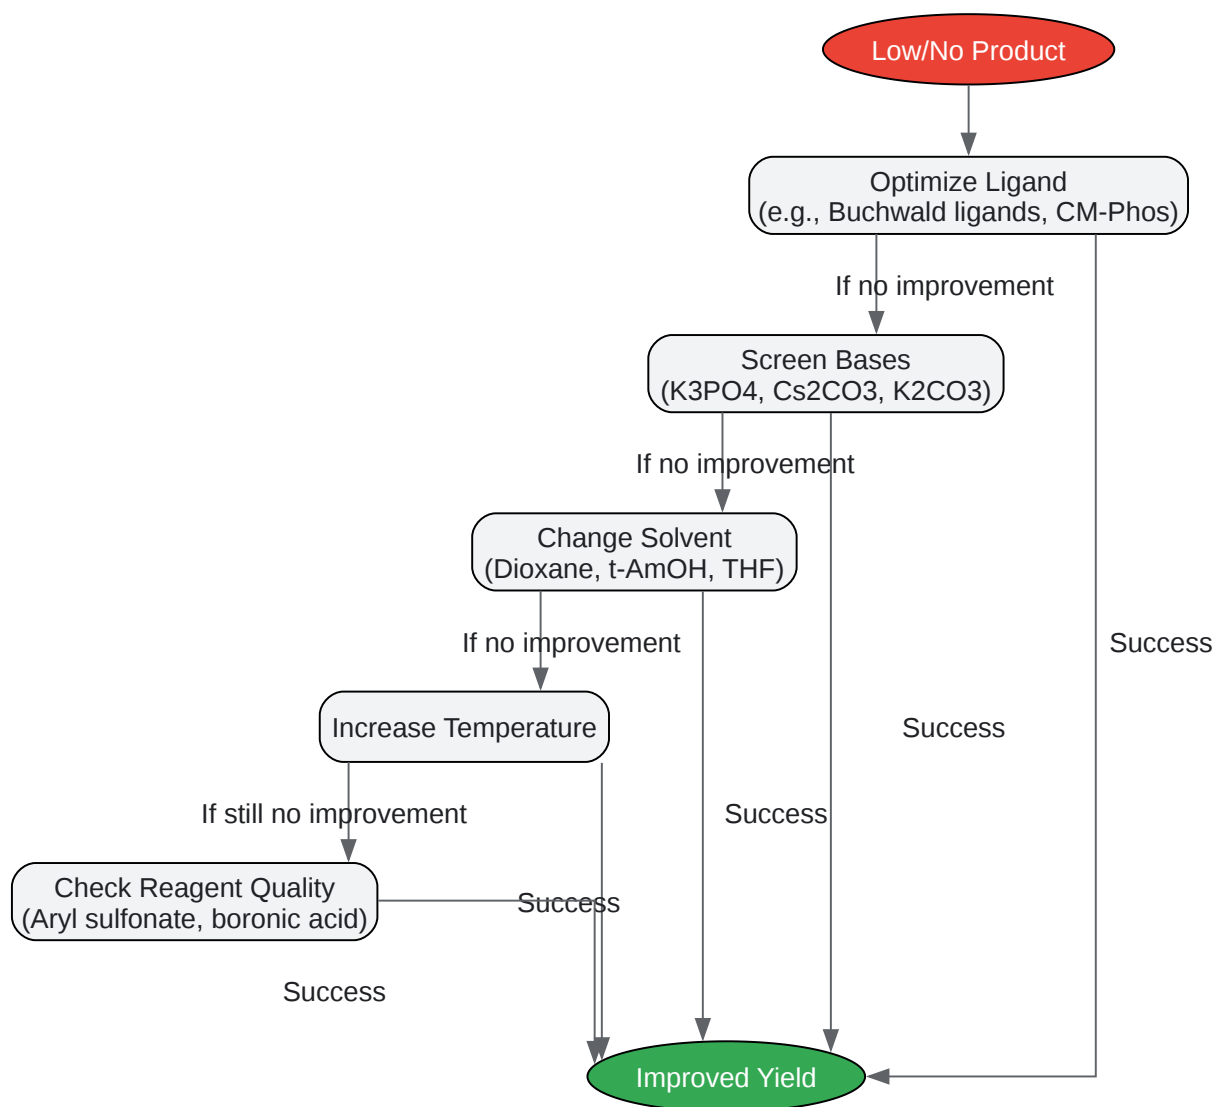 Low/No Product
Optimize Ligand
(e.g., Buchwald ligands, CM-Phos)
If no improvement
Screen Bases
(K3PO4, Cs2CO3, K2CO3)
If no improvement
Change Solvent
(Dioxane, t-AmOH, THF)
If no improvement
Success
Increase Temperature
Success
If still no improvement
Success
Check Reagent Quality
(Aryl sulfonate, boronic acid)
Success
Success
Improved Yield